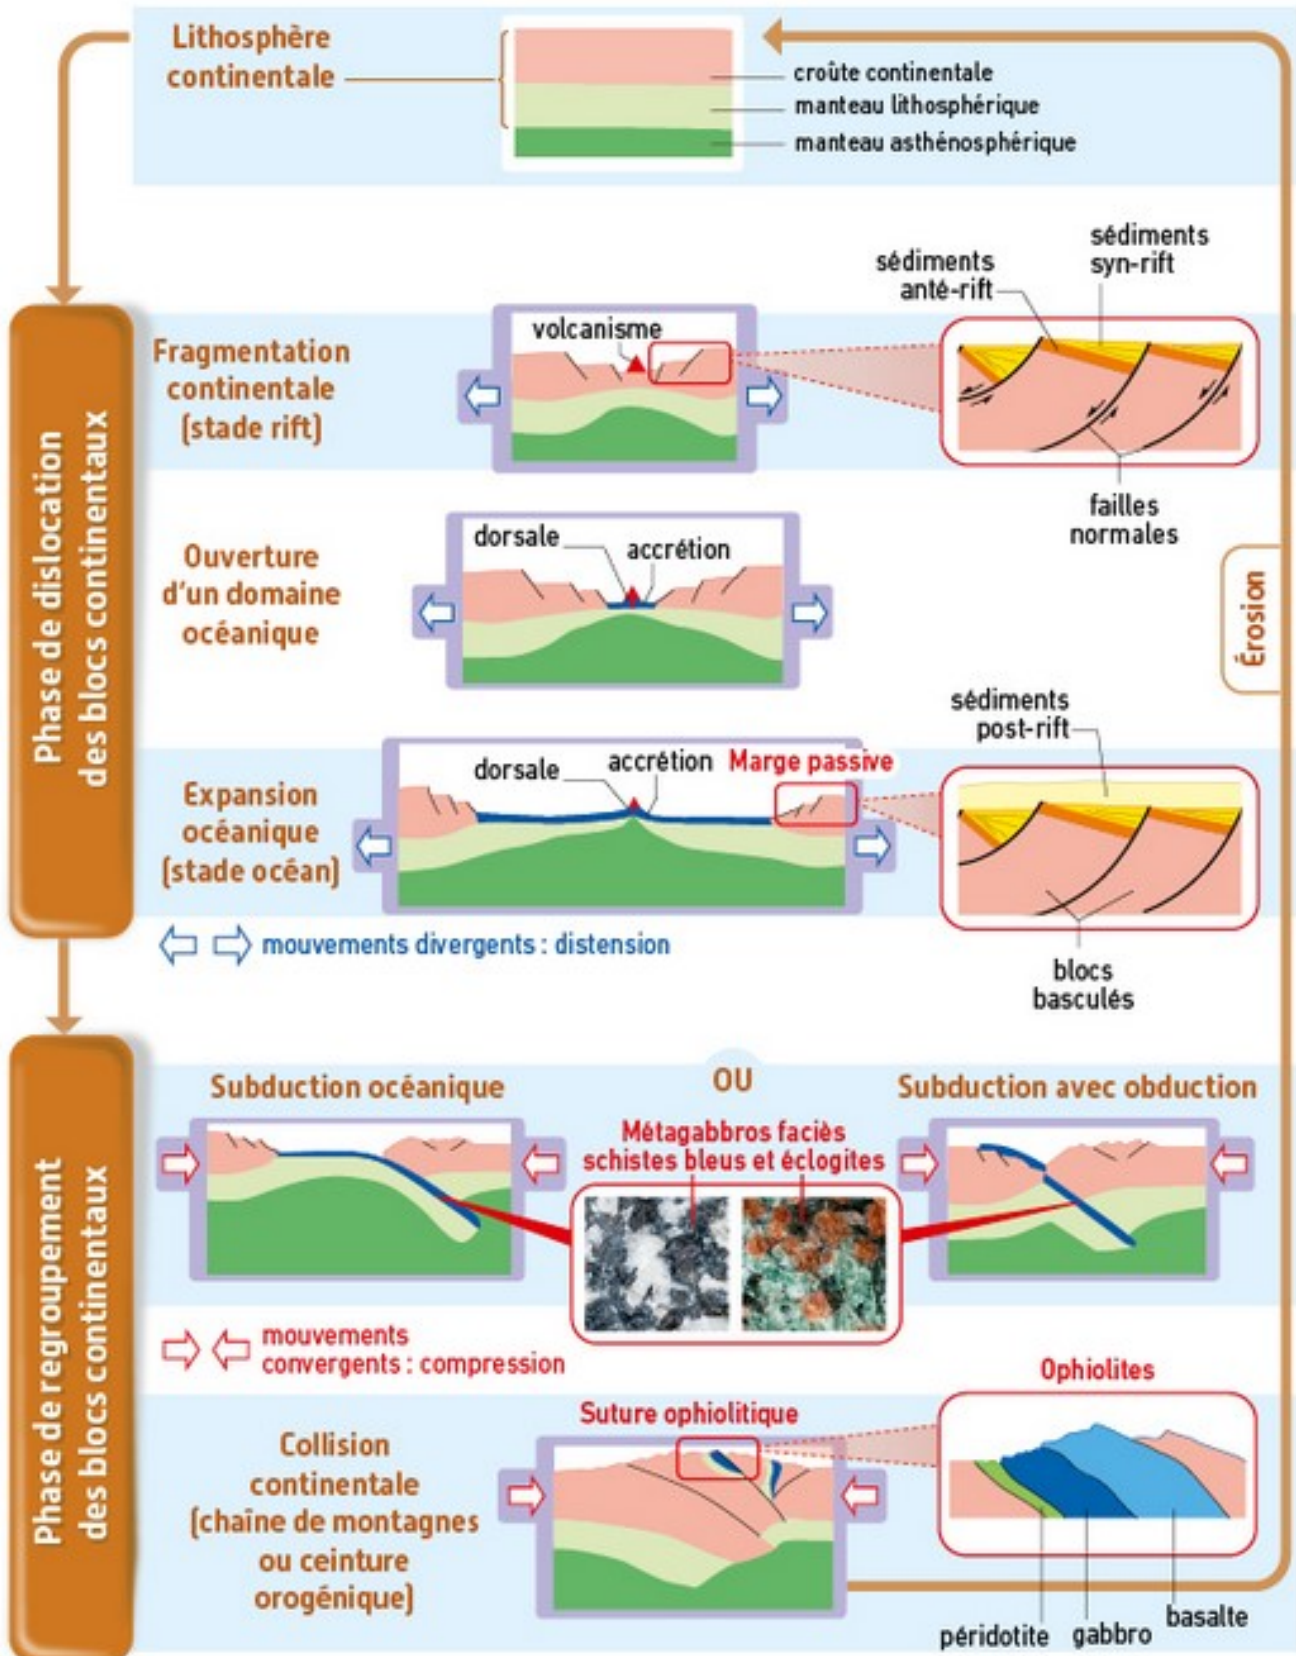 Lithosphère
continentale
croûte continentale
manteau lithosphérique
manteau asthénosphérique
Phase de dislocation
des blocs continentaux
Fragmentation
continentale
(stade rift)
volcanisme
sédiments
anté-rift
sédiments
syn-rift
failles
normales
Ouverture
d'un domaine
océanique
dorsale
accrétion
Érosion
Expansion
océanique
(stade océan)
dorsale
accrétion
Marge passive
sédiments
post-rift
blocs
basculés
mouvements divergents : distension
Phase de regroupement
des blocs continentaux
Subduction océanique
OU
Subduction avec obduction
Métagabbros faciès
schistes bleus et éclogites
mouvements
convergents : compression
Collision
continentale
(chaîne de montagnes
ou ceinture
orogénique)
Suture ophiolitique
Ophiolites
péridotite
gabbro
basalte